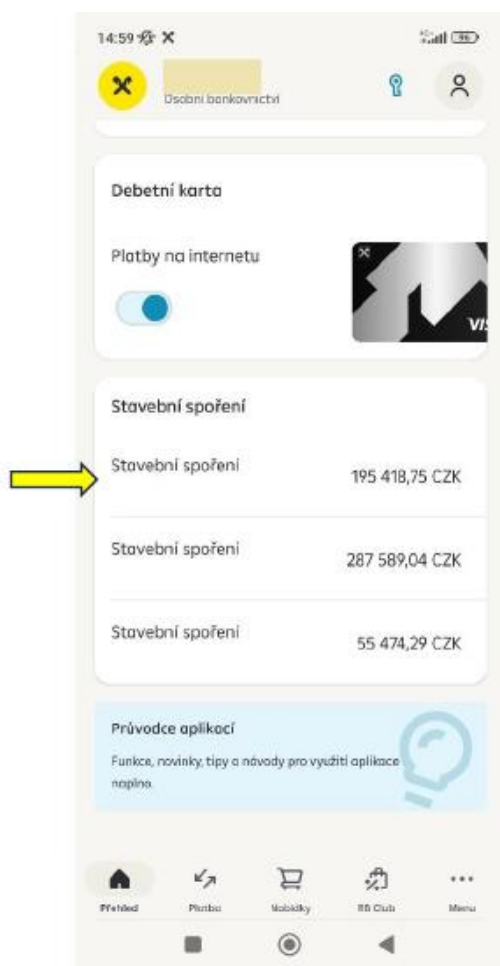 14:59
96
Osobní bankovnictví
Debetní karta
Platby na internetu
VIS
Stavební spoření
Stavební spoření
195 418,75 CZK
Stavební spoření
287 589,04 CZK
Stavební spoření
55 474,29 CZK
Průvodce aplikací
Funkce, novinky, tipy a návody pro využití aplikace
naplno.
Přehled Platba Nabídky RB Club Menu